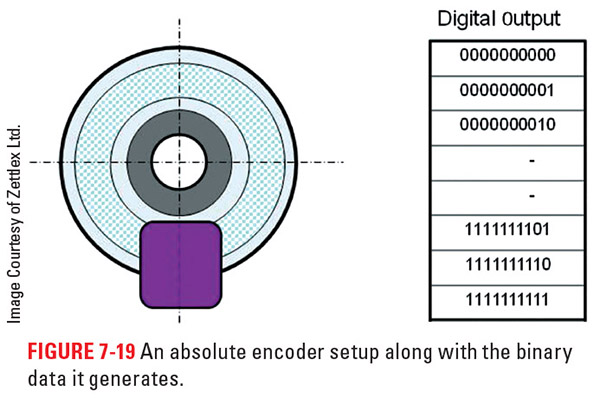 Image Courtesy of Zettlex Ltd.
Digital Output
0000000000
0000000001
0000000010
-
-
1111111101
1111111110
1111111111
FIGURE 7-19 An absolute encoder setup along with the binary
data it generates.